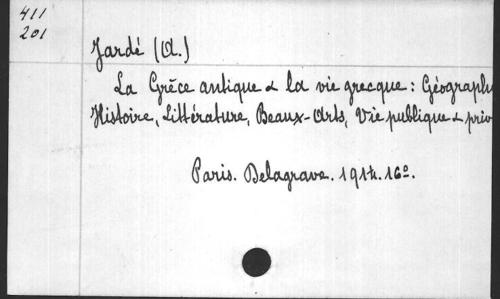 411
201
Jardé (A.)
La Grèce antique & la vie grecque : Géographi
Histoire, Littérature, Beaux-Arts, Vie publique & priv
Paris. Delagrave. 1914. 16º.